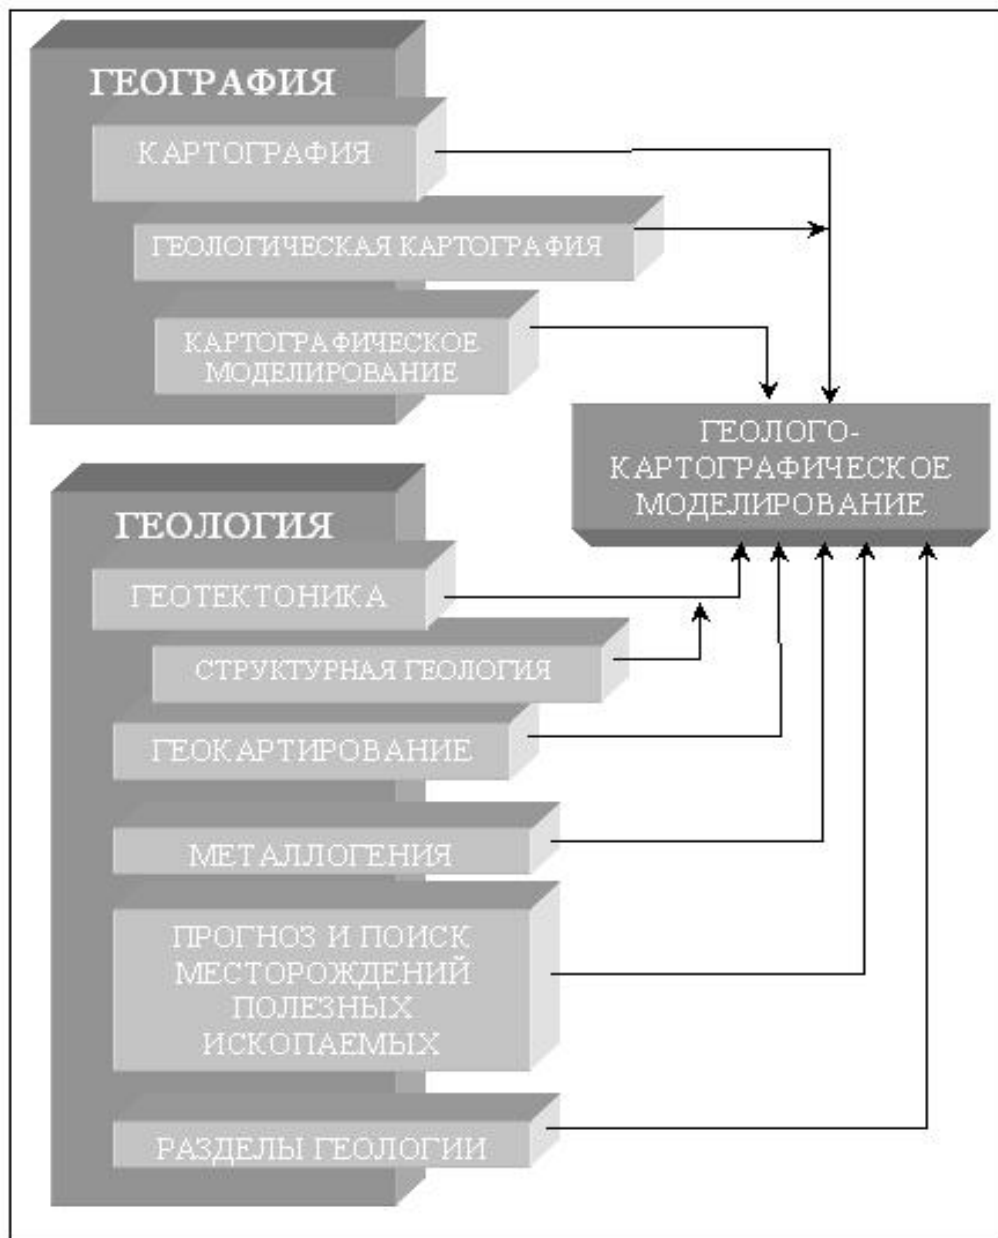 ГЕОГРАФИЯ
КАРТОГРАФИЯ
ГЕОЛОГИЧЕСКАЯ КАРТОГРАФИЯ
КАРТОГРАФИЧЕСКОЕ
МОДЕЛИРОВАНИЕ
ГЕОЛОГО-
КАРТОГРАФИЧЕСКОЕ
МОДЕЛИРОВАНИЕ
ГЕОЛОГИЯ
ГЕОТЕКТОНИКА
СТРУКТУРНАЯ ГЕОЛОГИЯ
ГЕОКАРТИРОВАНИЕ
МЕТАЛЛОГЕНИЯ
ПРОГНОЗ И ПОИСК
МЕСТОРОЖДЕНИЙ
ПОЛЕЗНЫХ
ИСКОПАЕМЫХ
РАЗДЕЛЫ ГЕОЛОГИИ